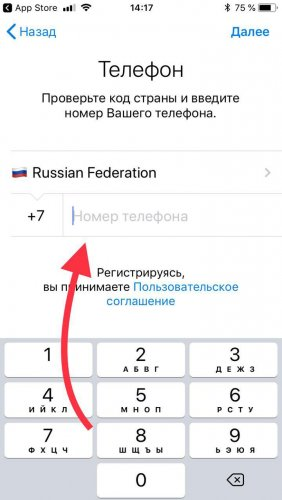 App Store 14:17 75 %
Назад Далее
Телефон
Проверьте код страны и введите
номер Вашего телефона.
Russian Federation
+7 Номер телефона
Регистрируясь,
вы принимаете Пользовательское
соглашение
1 2 3
АБВГ ДЕЖЗ
4 5 6
ИЙКЛ МНОП РСТУ
7 8 9
ФХЦЧ ШЩЪЫ ЬЭЮЯ
0